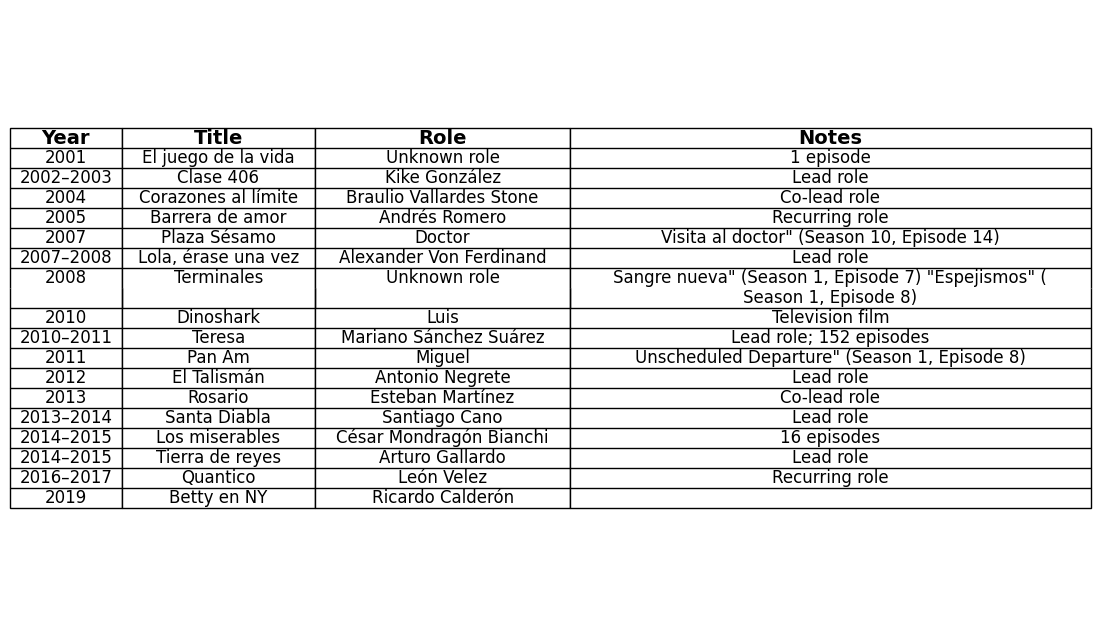 Year Title Role Notes
2001 El juego de la vida Unknown role 1 episode
2002–2003 Clase 406 Kike González Lead role
2004 Corazones al límite Braulio Vallardes Stone Co-lead role
2005 Barrera de amor Andrés Romero Recurring role
2007 Plaza Sésamo Doctor Visita al doctor" (Season 10, Episode 14)
2007–2008 Lola, érase una vez Alexander Von Ferdinand Lead role
2008 Terminales Unknown role Sangre nueva" (Season 1, Episode 7) "Espejismos" (
Season 1, Episode 8)
2010 Dinoshark Luis Television film
2010–2011 Teresa Mariano Sánchez Suárez Lead role; 152 episodes
2011 Pan Am Miguel Unscheduled Departure" (Season 1, Episode 8)
2012 El Talismán Antonio Negrete Lead role
2013 Rosario Esteban Martínez Co-lead role
2013–2014 Santa Diabla Santiago Cano Lead role
2014–2015 Los miserables César Mondragón Bianchi 16 episodes
2014–2015 Tierra de reyes Arturo Gallardo Lead role
2016–2017 Quantico León Velez Recurring role
2019 Betty en NY Ricardo Calderón